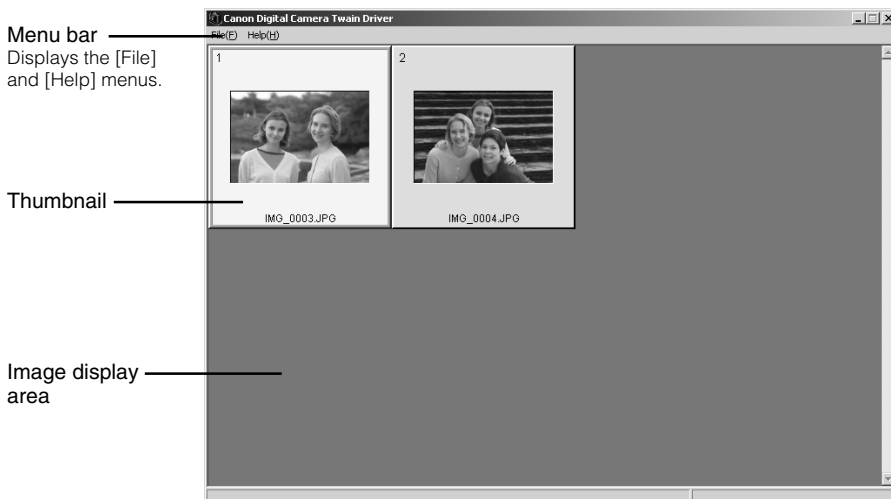 Canon Digital Camera Twain Driver
File(F) Help(H)
Menu bar
Displays the [File]
and [Help] menus.
1
2
Thumbnail
IMG_0003.JPG
IMG_0004.JPG
Image display
area